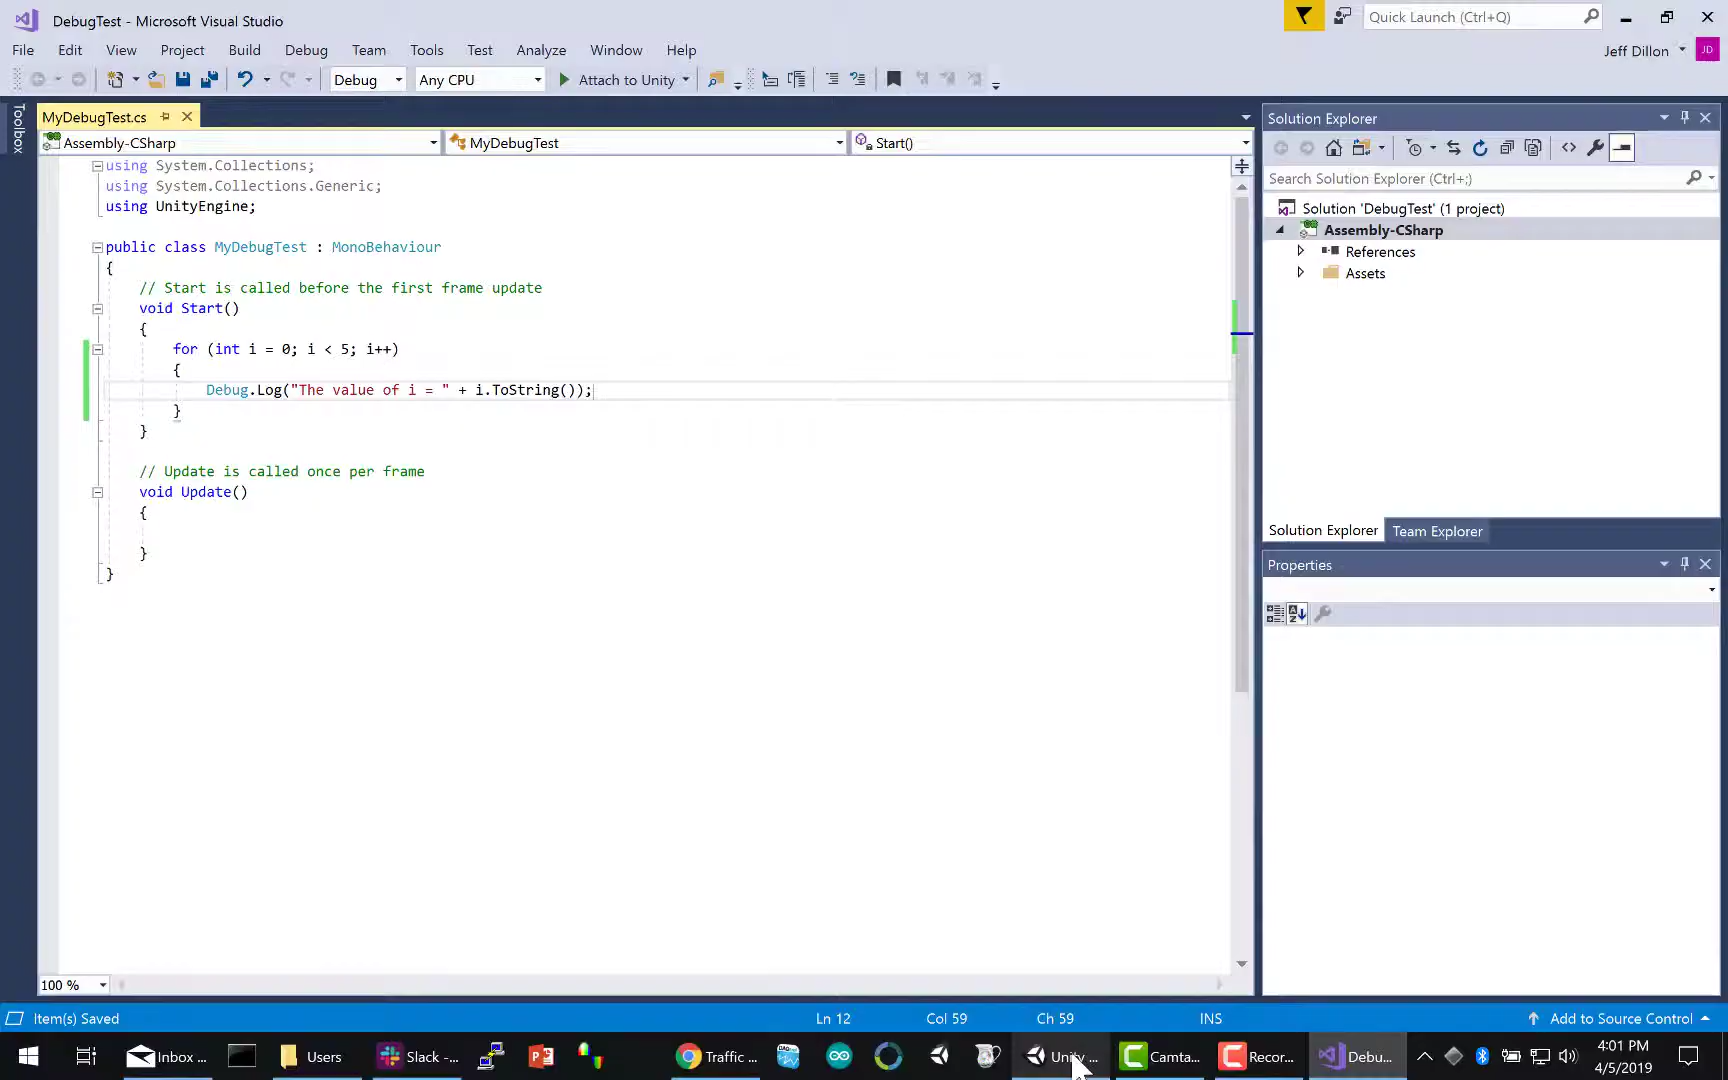 DebugTest - Microsoft Visual Studio
Quick Launch (Ctrl+Q)
File Edit View Project Build Debug Team Tools Test Analyze Window Help
Jeff Dillon JD
Debug Any CPU Attach to Unity
Toolbox
MyDebugTest.cs
Assembly-CSharp MyDebugTest Start()
using System.Collections;
using System.Collections.Generic;
using UnityEngine;
public class MyDebugTest : MonoBehaviour
{
// Start is called before the first frame update
void Start()
{
for (int i = 0; i < 5; i++)
{
Debug.Log("The value of i = " + i.ToString());
}
}
// Update is called once per frame
void Update()
{
}
}
100 %
Solution Explorer
Search Solution Explorer (Ctrl+;)
Solution 'DebugTest' (1 project)
Assembly-CSharp
References
Assets
Solution Explorer Team Explorer
Properties
Item(s) Saved Ln 12 Col 59 Ch 59 INS Add to Source Control
Inbox ... Users Slack -... Traffic ... Unity ... Camta... Recor... Debu...
4:01 PM
4/5/2019